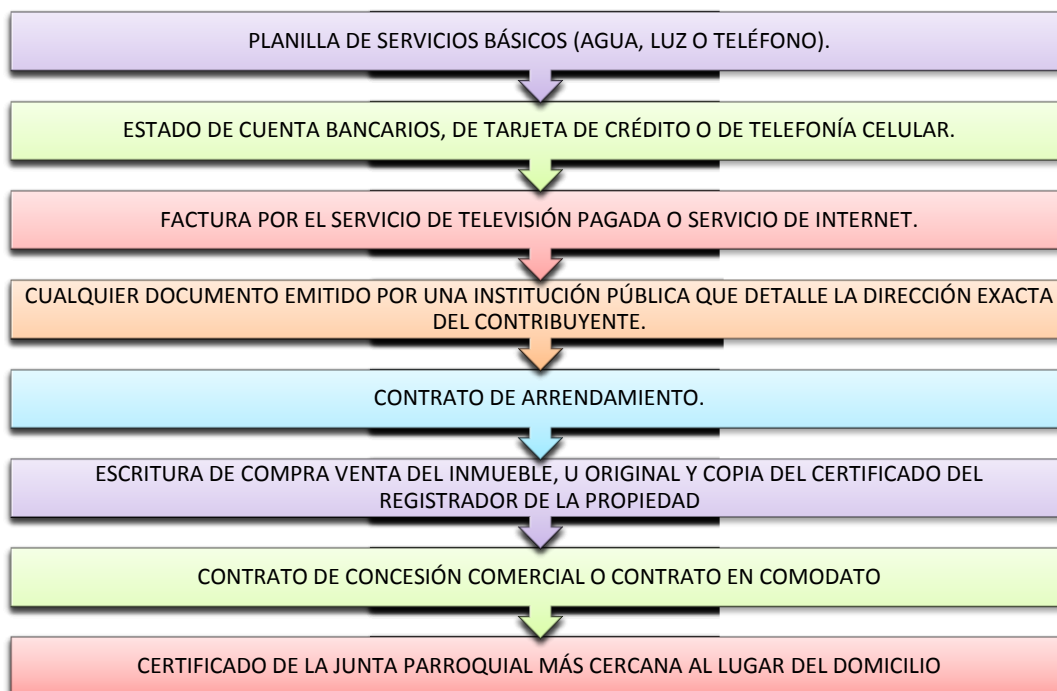 PLANILLA DE SERVICIOS BÁSICOS (AGUA, LUZ O TELÉFONO).
ESTADO DE CUENTA BANCARIOS, DE TARJETA DE CRÉDITO O DE TELEFONÍA CELULAR.
FACTURA POR EL SERVICIO DE TELEVISIÓN PAGADA O SERVICIO DE INTERNET.
CUALQUIER DOCUMENTO EMITIDO POR UNA INSTITUCIÓN PÚBLICA QUE DETALLE LA DIRECCIÓN EXACTA
DEL CONTRIBUYENTE.
CONTRATO DE ARRENDAMIENTO.
ESCRITURA DE COMPRA VENTA DEL INMUEBLE, U ORIGINAL Y COPIA DEL CERTIFICADO DEL
REGISTRADOR DE LA PROPIEDAD
CONTRATO DE CONCESIÓN COMERCIAL O CONTRATO EN COMODATO
CERTIFICADO DE LA JUNTA PARROQUIAL MÁS CERCANA AL LUGAR DEL DOMICILIO